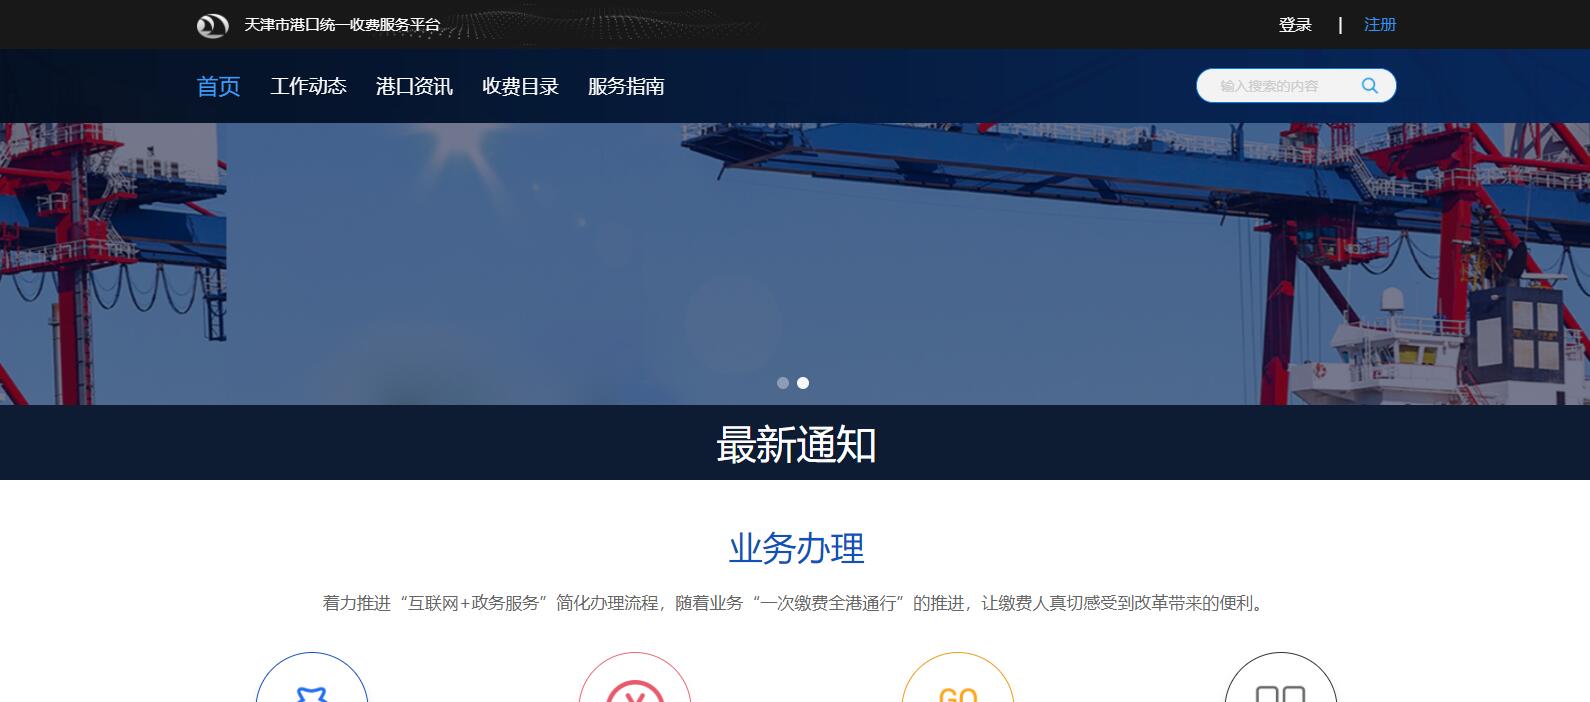 天津市港口统一收费服务平台
登录 | 注册
首页 工作动态 港口资讯 收费目录 服务指南
输入搜索的内容
最新通知
业务办理
着力推进“互联网+政务服务”简化办理流程，随着业务“一次缴费全港通行”的推进，让缴费人真切感受到改革带来的便利。
GO